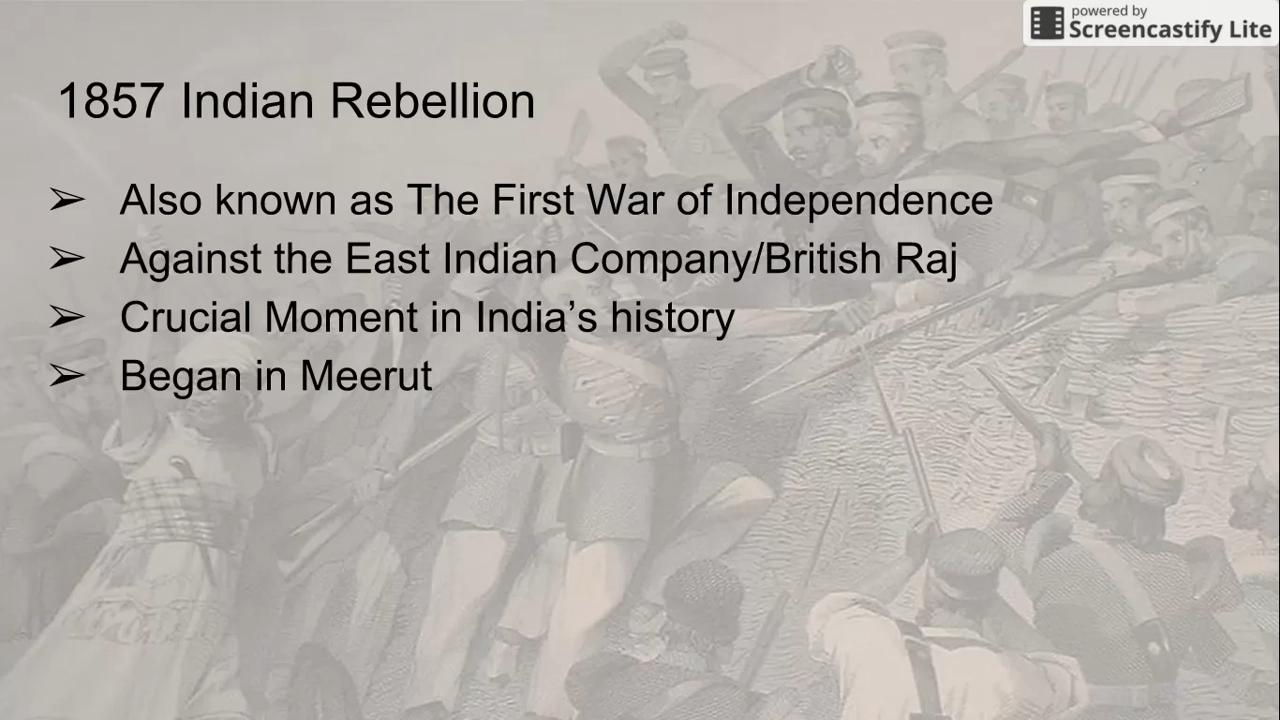 powered by
Screencastify Lite
1857 Indian Rebellion
➢ Also known as The First War of Independence
➢ Against the East Indian Company/British Raj
➢ Crucial Moment in India’s history
➢ Began in Meerut